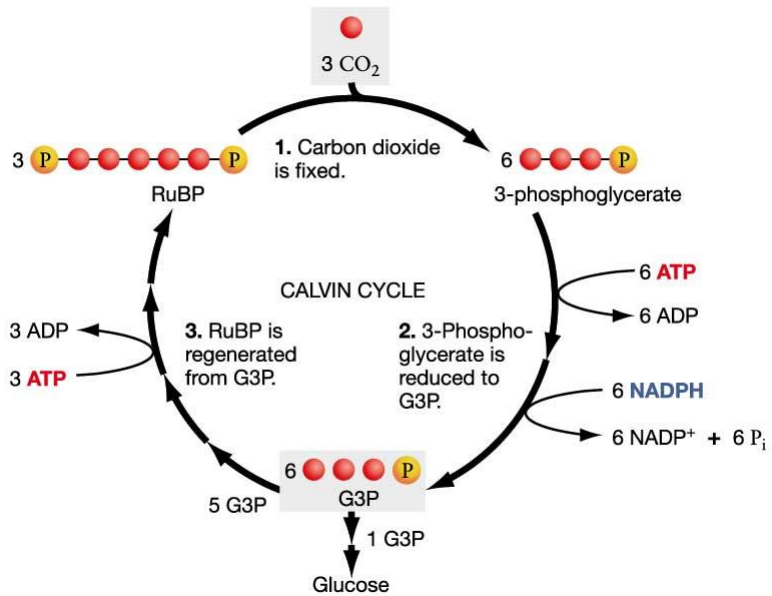 3 CO₂
3 P P
RuBP
1. Carbon dioxide
is fixed.
6 P
3-phosphoglycerate
CALVIN CYCLE
6 ATP
6 ADP
3 ADP
3 ATP
3. RuBP is
regenerated
from G3P.
2. 3-Phospho-
glycerate is
reduced to
G3P.
6 NADPH
6 NADP⁺ + 6 Pᵢ
6 P
G3P
5 G3P
1 G3P
Glucose